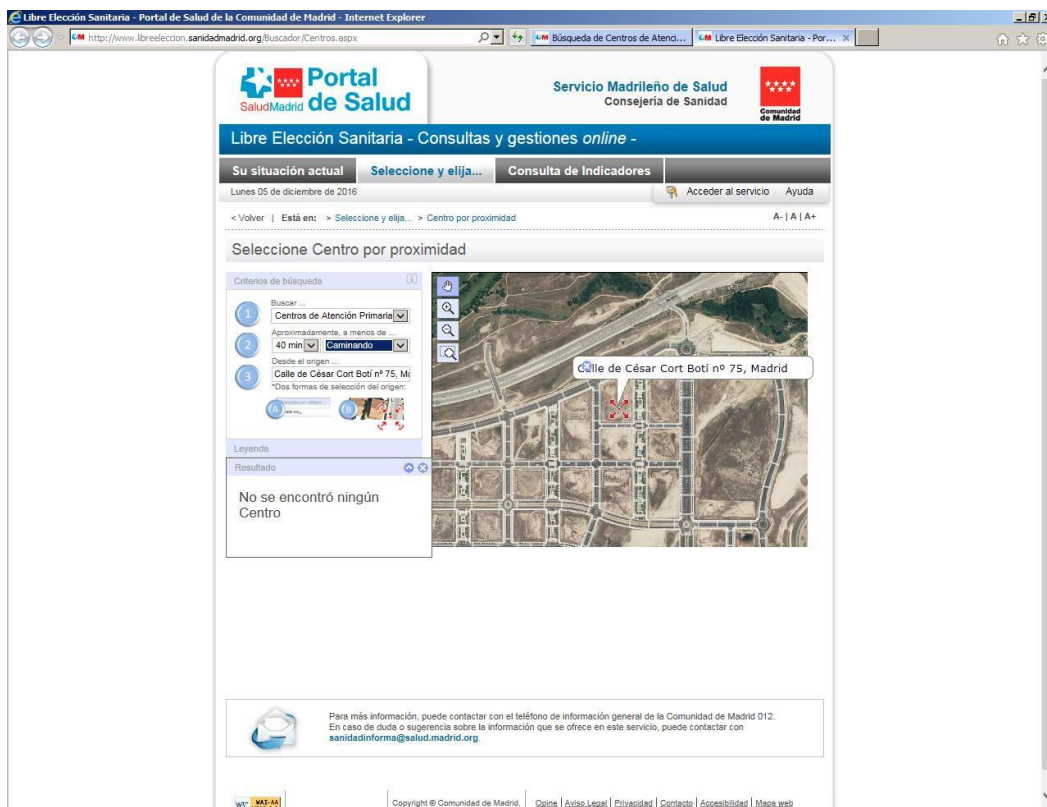 Libre Elección Sanitaria - Portal de Salud de la Comunidad de Madrid - Internet Explorer
http://www.libreeleccion.sanidadmadrid.org/Buscador/Centros.aspx
Búsqueda de Centros de Atenci...
Libre Elección Sanitaria - Por...
SaludMadrid
Portal de Salud
Servicio Madrileño de Salud
Consejería de Sanidad
Comunidad de Madrid
Libre Elección Sanitaria - Consultas y gestiones online -
Su situación actual Seleccione y elija... Consulta de Indicadores
Lunes 05 de diciembre de 2016
Acceder al servicio Ayuda
< Volver | Está en: > Seleccione y elija... > Centro por proximidad
A- | A | A+
Seleccione Centro por proximidad
Criterios de búsqueda
1
Buscar ...
Centros de Atención Primaria
2
Aproximadamente, a menos de ...
40 min Caminando
3
Desde el origen ...
Calle de César Cort Botí nº 75, Ma
*Dos formas de selección del origen:
A
B
Leyenda
Resultado
No se encontró ningún
Centro
Calle de César Cort Botí nº 75, Madrid
Para más información, puede contactar con el teléfono de información general de la Comunidad de Madrid 012.
En caso de duda o sugerencia sobre la información que se ofrece en este servicio, puede contactar con
sanidadinforma@salud.madrid.org.
WAI-AA
Copyright © Comunidad de Madrid.
Opine | Aviso Legal | Privacidad | Contacto | Accesibilidad | Mapa web